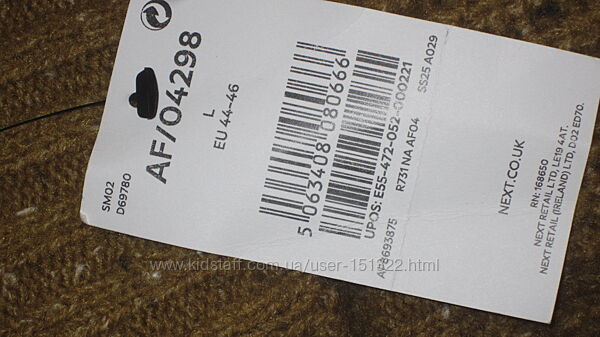 SM02
D69780
AF/04298
L
EU 44-46
5 063408 080666
UPOS: E55-472-052-000221
R731 NA AF04
SS25 A029
AF3693875
NEXT.CO.UK
RN: 168650
NEXT RETAIL LTD, LE19 4AT.
NEXT RETAIL (IRELAND) LTD, D02 ED70.
www.kidstaff.com.ua/user-151322.html